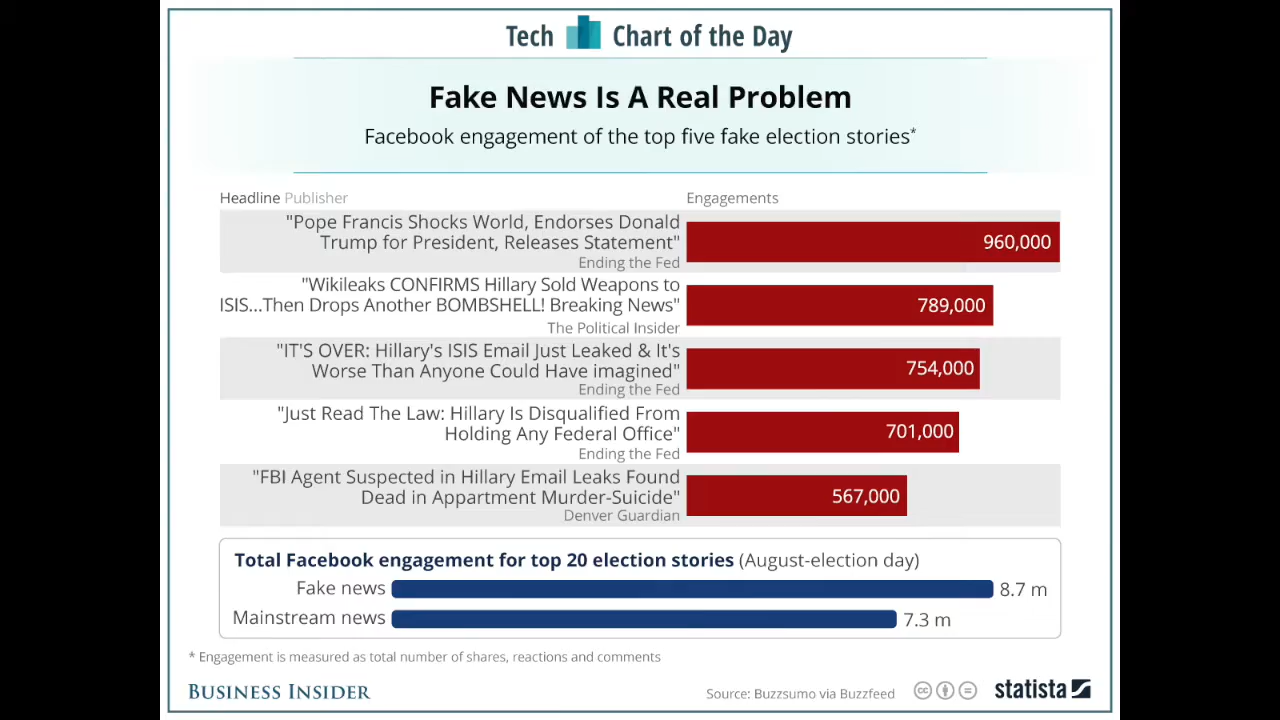 Tech Chart of the Day
Fake News Is A Real Problem
Facebook engagement of the top five fake election stories*
Headline Publisher Engagements
"Pope Francis Shocks World, Endorses Donald
Trump for President, Releases Statement"
Ending the Fed
960,000
"Wikileaks CONFIRMS Hillary Sold Weapons to
ISIS...Then Drops Another BOMBSHELL! Breaking News"
The Political Insider
789,000
"IT'S OVER: Hillary's ISIS Email Just Leaked & It's
Worse Than Anyone Could Have imagined"
Ending the Fed
754,000
"Just Read The Law: Hillary Is Disqualified From
Holding Any Federal Office"
Ending the Fed
701,000
"FBI Agent Suspected in Hillary Email Leaks Found
Dead in Appartment Murder-Suicide"
Denver Guardian
567,000
Total Facebook engagement for top 20 election stories (August-election day)
Fake news 8.7 m
Mainstream news 7.3 m
* Engagement is measured as total number of shares, reactions and comments
BUSINESS INSIDER
Source: Buzzsumo via Buzzfeed
cc
statista